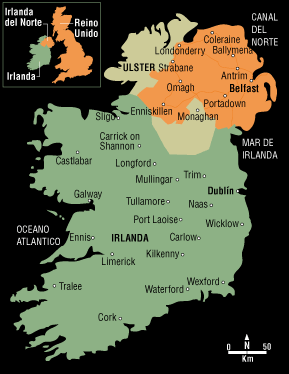 Irlanda
del Norte
Reino
Unido
Irlanda
CANAL
DEL
NORTE
Coleraine
Londonderry
Ballymena
ULSTER
Strabane
Antrim
Omagh
Belfast
Portadown
Enniskillen
Monaghan
Sligo
Carrick on
Shannon
MAR DE
IRLANDA
Castlabar
Longford
Trim
Mullingar
Dublín
Galway
Tullamore
Naas
Port Laoise
Wicklow
OCEANO
ATLANTICO
Ennis
IRLANDA
Carlow
Limerick
Kilkenny
Tralee
Wexford
Waterford
Cork
N
0 50
Km